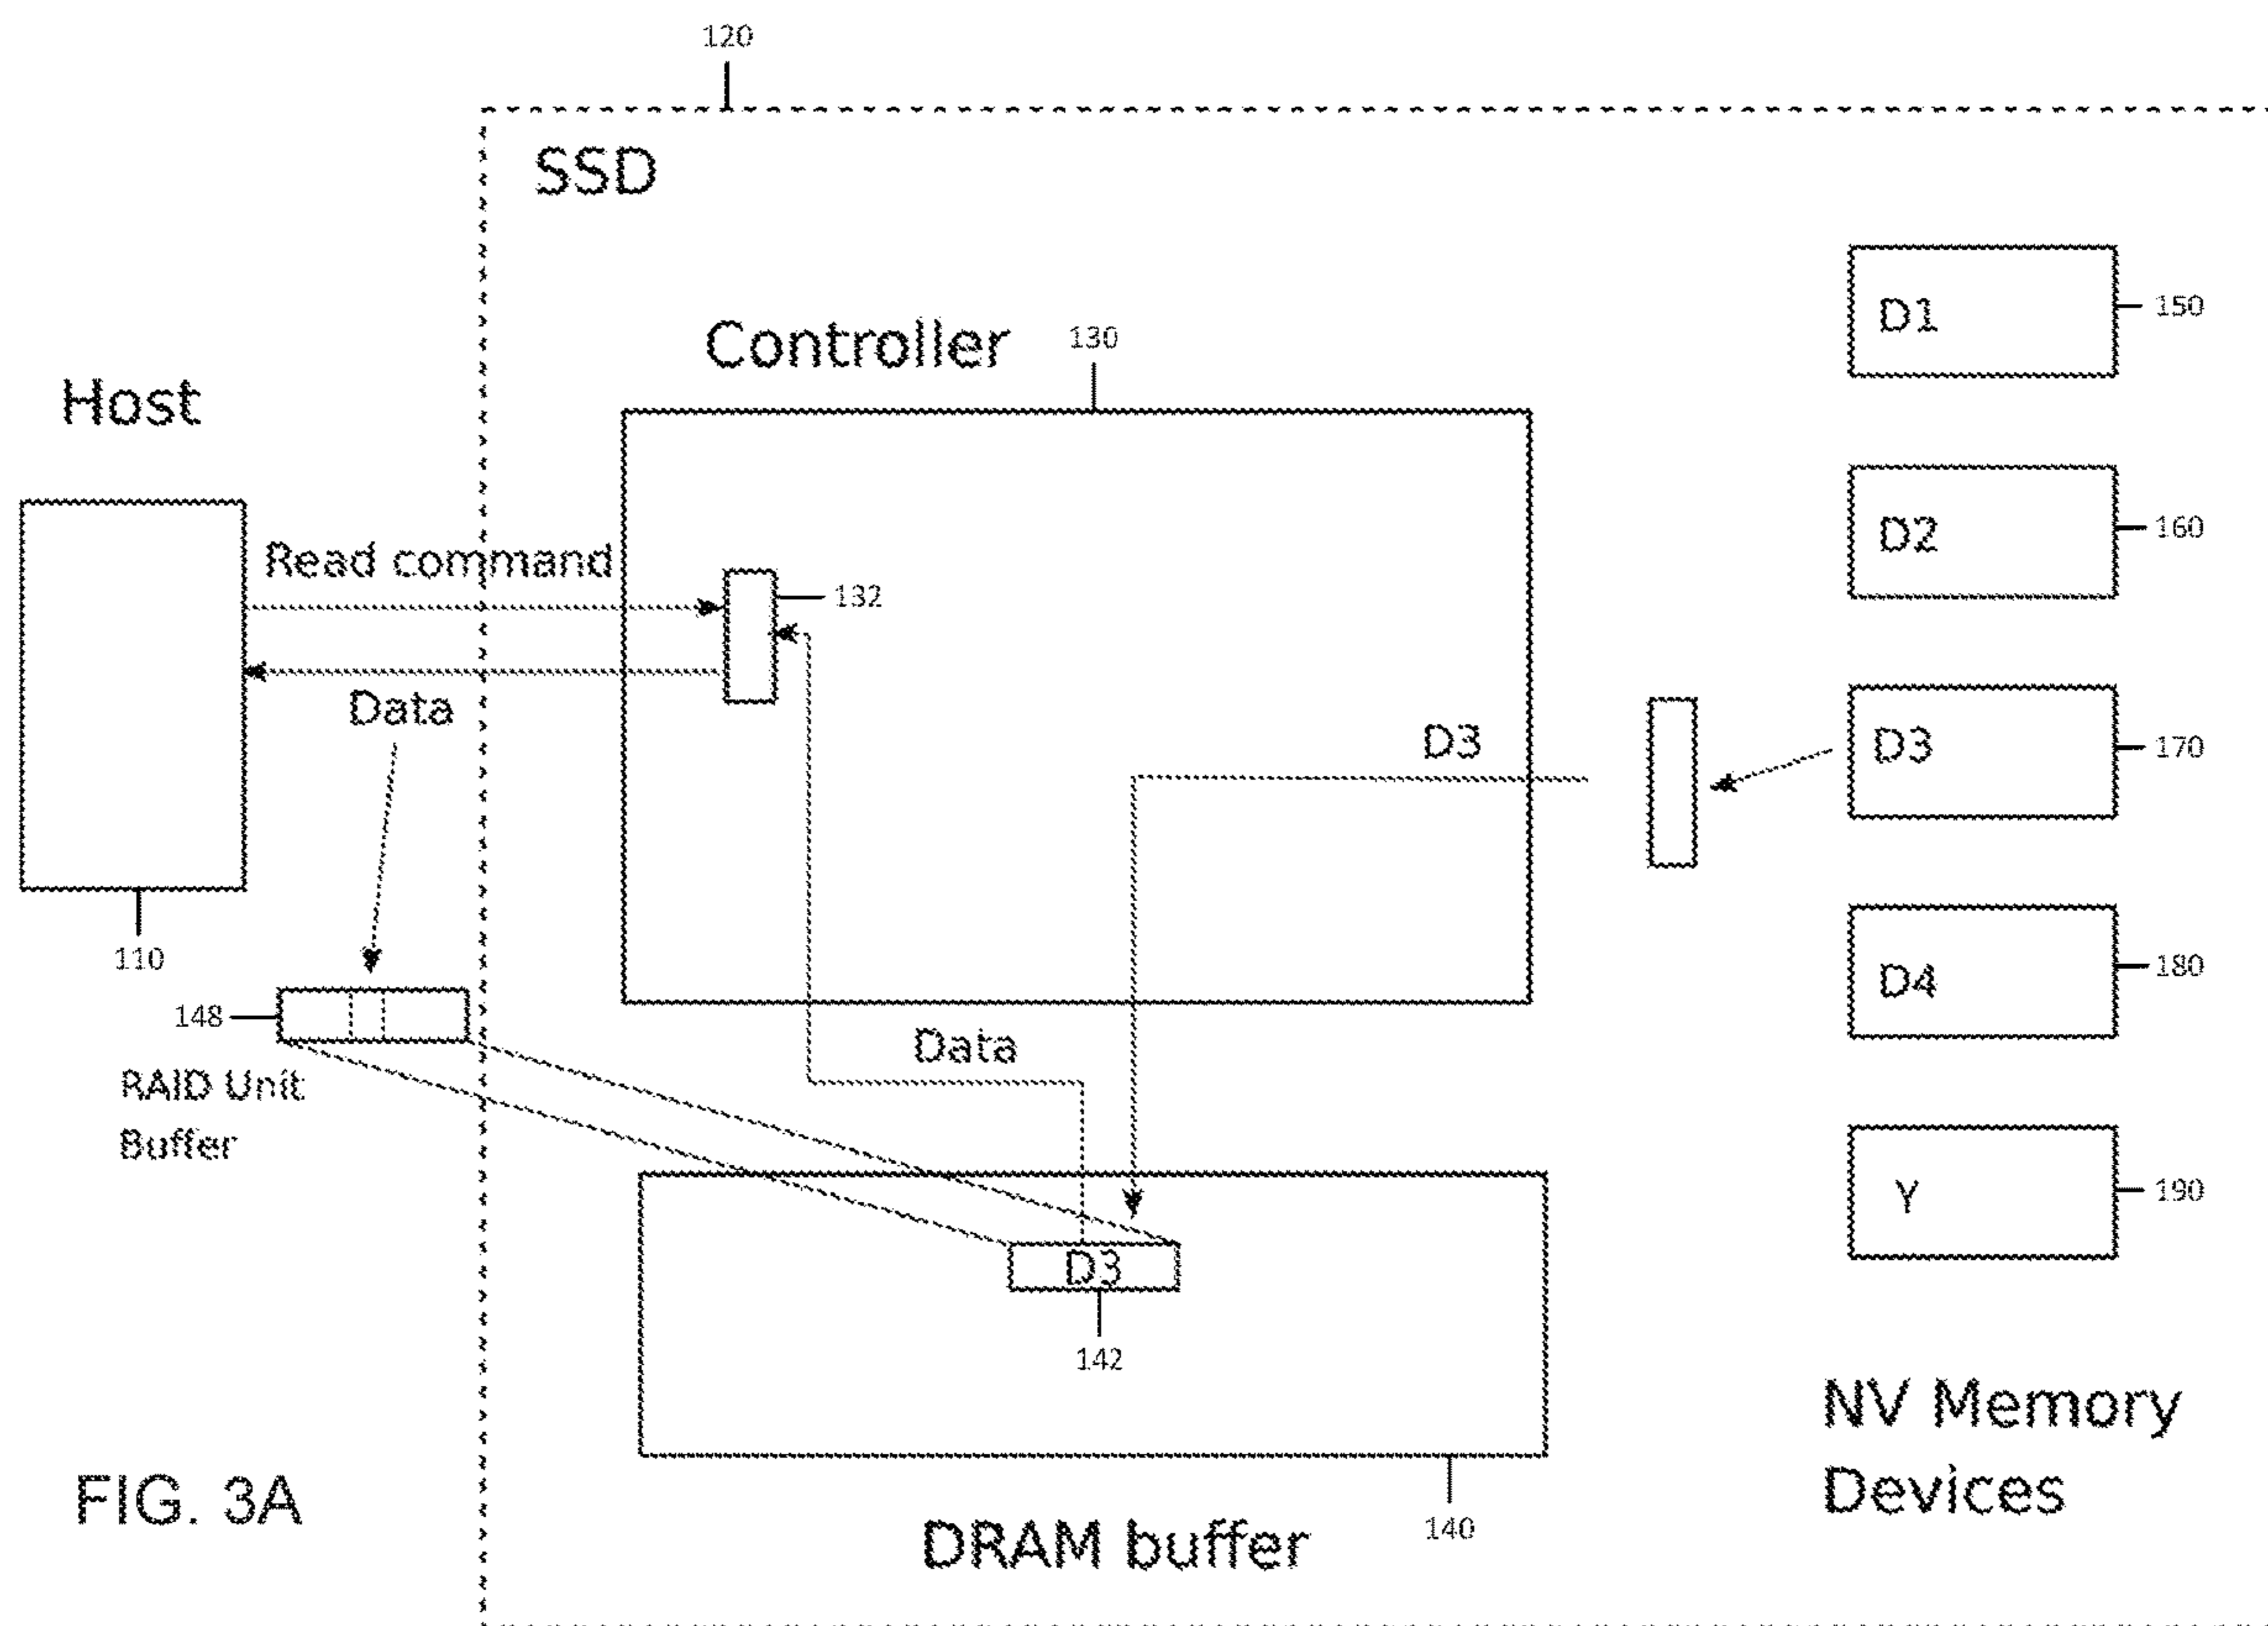 120
SSD
Controller
130
D1
150
Host
D2
160
Read command
132
Data
D3
D3
170
110
D4
180
148
Data
RAID Unit
Buffer
Y
190
D3
142
NV Memory
Devices
FIG. 3A
DRAM buffer
140